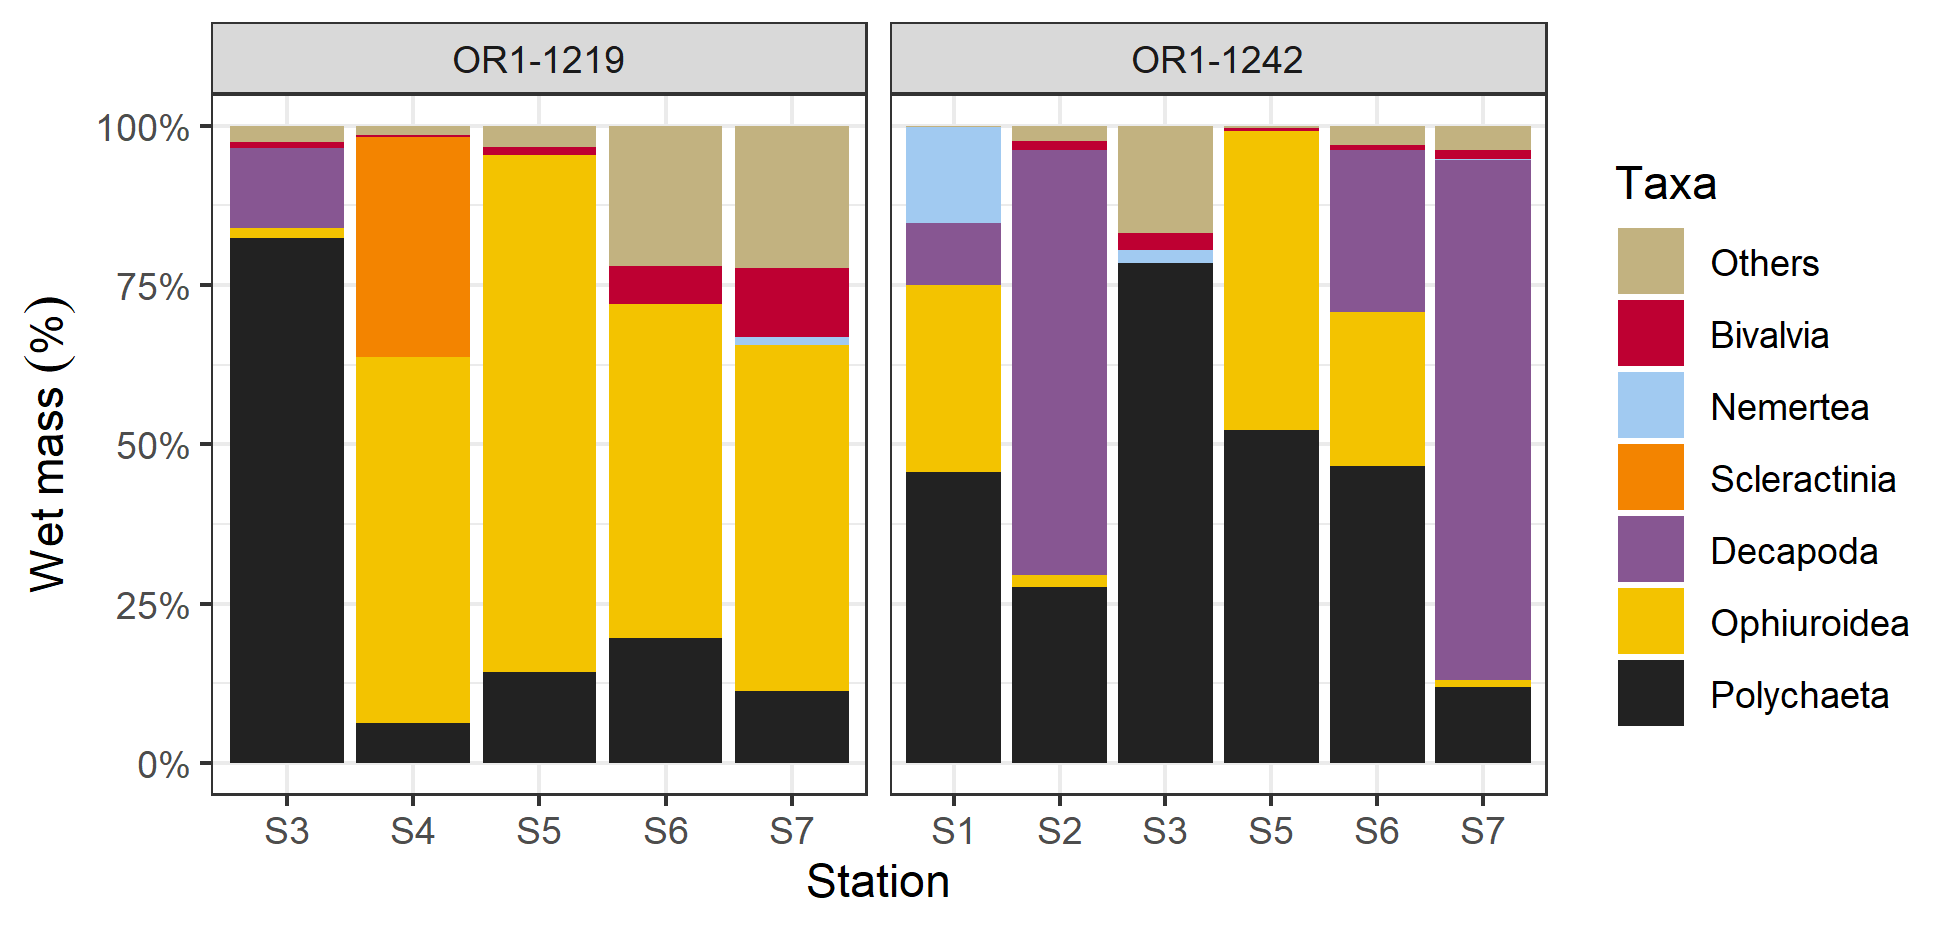 OR1-1219
OR1-1242
Wet mass (%)
100%
75%
50%
25%
0%
S3 S4 S5 S6 S7
S1 S2 S3 S5 S6 S7
Station
Taxa
Others
Bivalvia
Nemertea
Scleractinia
Decapoda
Ophiuroidea
Polychaeta